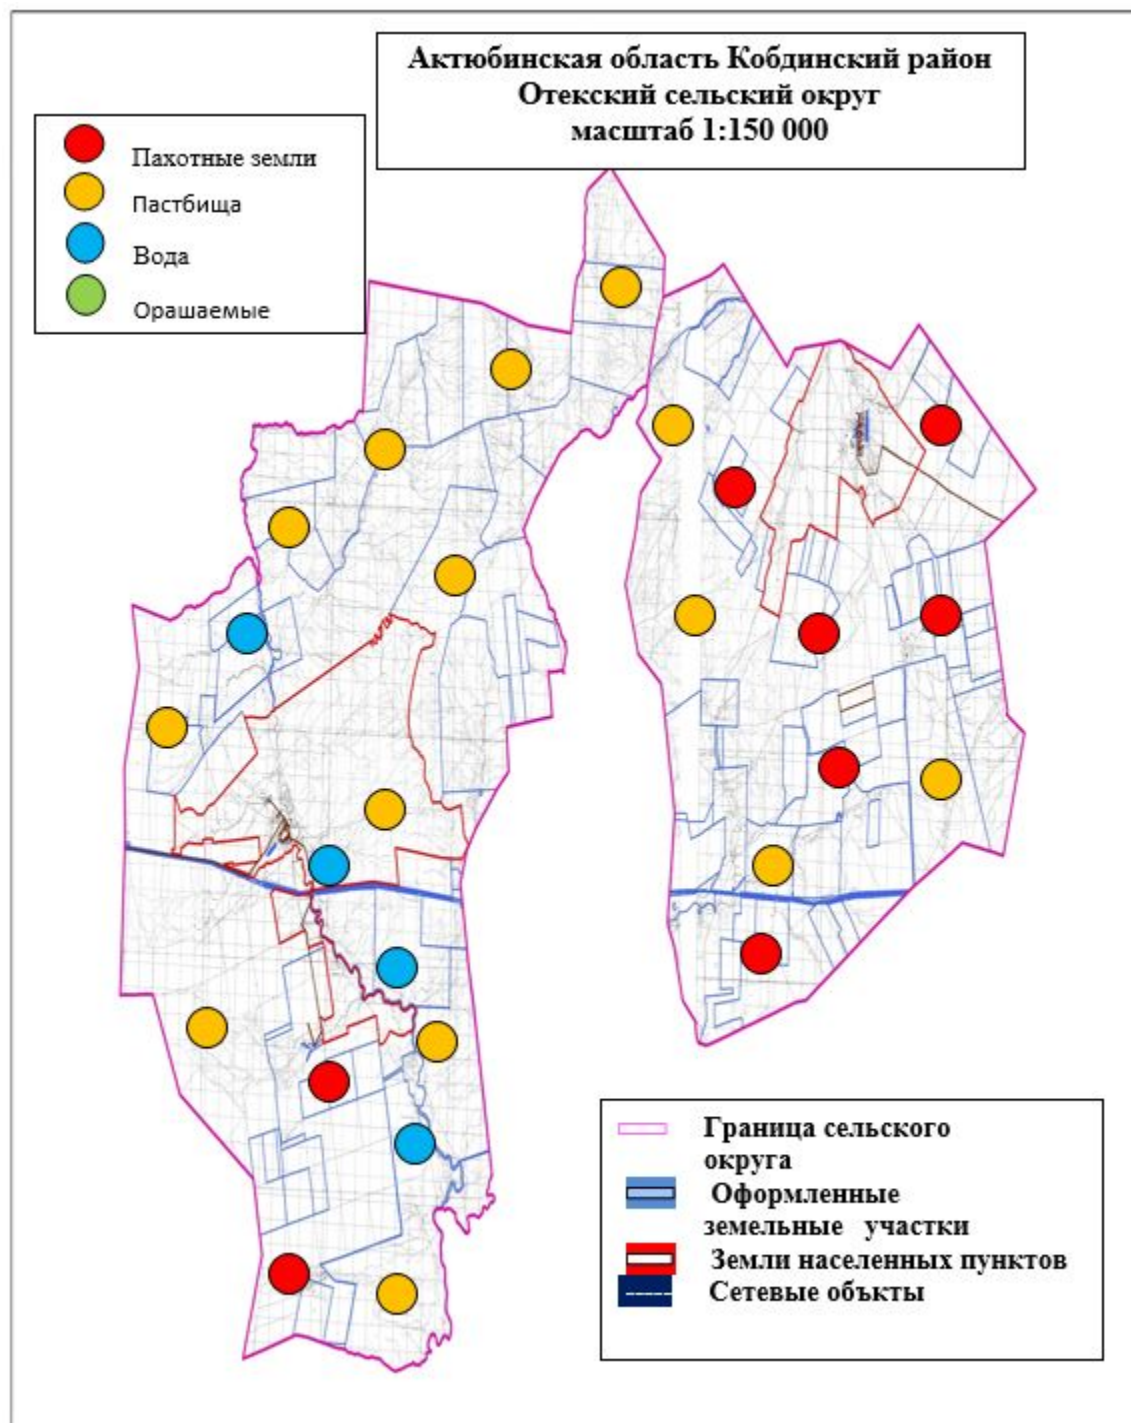 Актюбинская область Кобдинский район
Отекский сельский округ
масштаб 1:150 000
Пахотные земли
Пастбища
Вода
Орашаемые
Граница сельского
округа
Оформленные
земельные участки
Земли населенных пунктов
Сетевые объкты